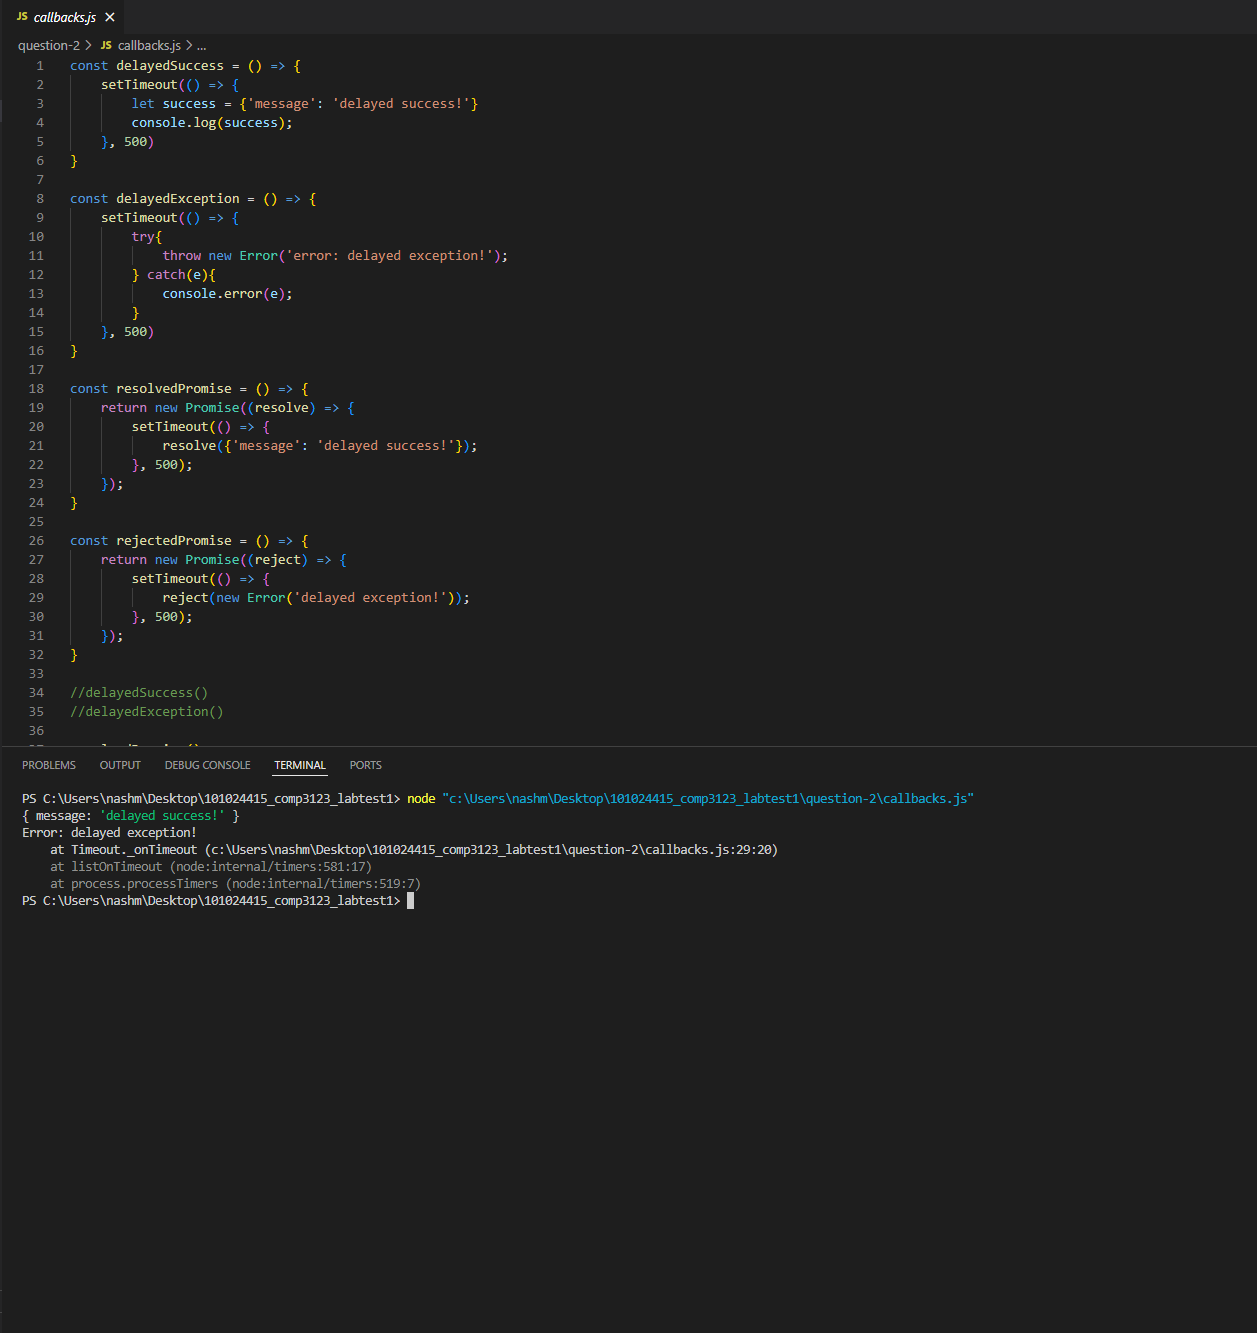 JS callbacks.js ×
question-2 > JS callbacks.js > ...
1 const delayedSuccess = () => {
2 setTimeout(() => {
3 let success = {'message': 'delayed success!'}
4 console.log(success);
5 }, 500)
6 }
7
8 const delayedException = () => {
9 setTimeout(() => {
10 try{
11 throw new Error('error: delayed exception!');
12 } catch(e){
13 console.error(e);
14 }
15 }, 500)
16 }
17
18 const resolvedPromise = () => {
19 return new Promise((resolve) => {
20 setTimeout(() => {
21 resolve({'message': 'delayed success!'});
22 }, 500);
23 });
24 }
25
26 const rejectedPromise = () => {
27 return new Promise((reject) => {
28 setTimeout(() => {
29 reject(new Error('delayed exception!'));
30 }, 500);
31 });
32 }
33
34 //delayedSuccess()
35 //delayedException()
36
PROBLEMS OUTPUT DEBUG CONSOLE TERMINAL PORTS
PS C:\Users\nashm\Desktop\101024415_comp3123_labtest1> node "c:\Users\nashm\Desktop\101024415_comp3123_labtest1\question-2\callbacks.js"
{ message: 'delayed success!' }
Error: delayed exception!
at Timeout._onTimeout (c:\Users\nashm\Desktop\101024415_comp3123_labtest1\question-2\callbacks.js:29:20)
at listOnTimeout (node:internal/timers:581:17)
at process.processTimers (node:internal/timers:519:7)
PS C:\Users\nashm\Desktop\101024415_comp3123_labtest1>